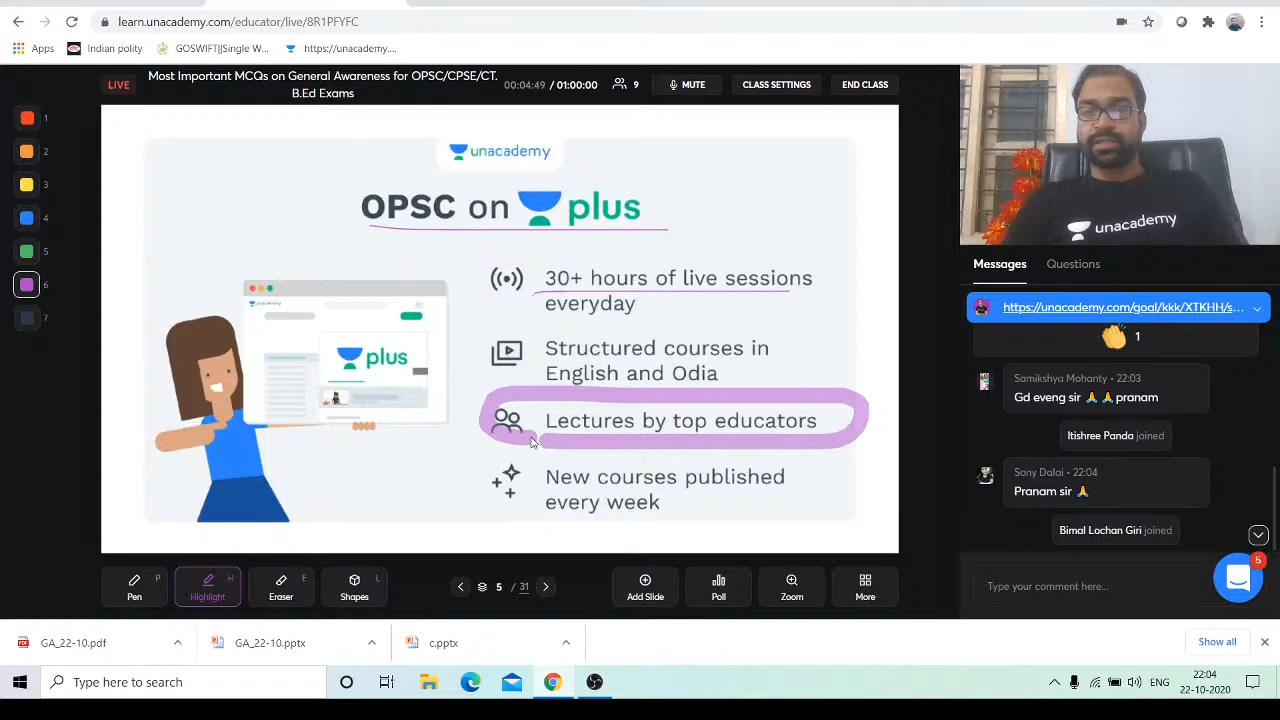 learn.unacademy.com/educator/live/8R1PFYFC
Apps
Indian polity
GOSWIFT||Single W...
https://unacademy....
LIVE
Most Important MCQs on General Awareness for OPSC/CPSE/CT.
B.Ed Exams
00:04:49 / 01:00:00
9
MUTE
CLASS SETTINGS
END CLASS
1
2
3
4
5
6
7
unacademy
OPSC on plus
30+ hours of live sessions
everyday
Structured courses in
English and Odia
Lectures by top educators
New courses published
every week
unacademy
plus
unacademy
Messages
Questions
https://unacademy.com/goal/kkk/XTKHH/s...
1
Samikshya Mohanty • 22:03
Gd eveng sir 🙏 🙏pranam
Itishree Panda joined
Sony Dalai • 22:04
Pranam sir 🙏
Bimal Lochan Giri joined
Type your comment here...
5
Pen
P
Highlight
H
Eraser
E
Shapes
L
5 / 31
Add Slide
Poll
Zoom
More
GA_22-10.pdf
GA_22-10.pptx
c.pptx
Show all
Type here to search
ENG
22:04
22-10-2020